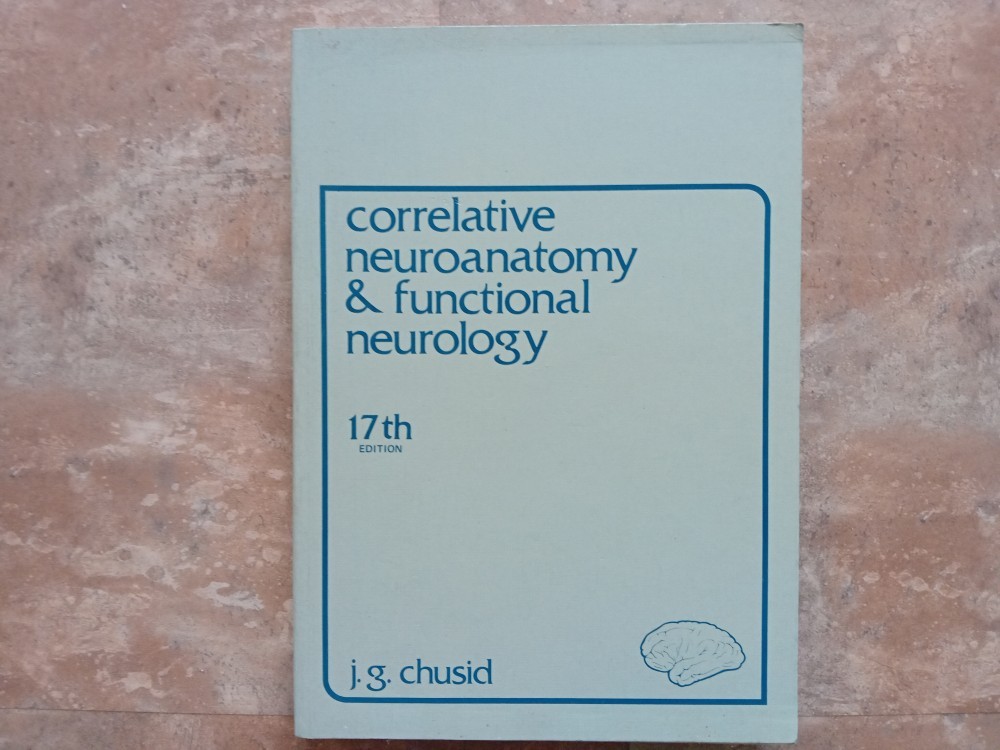 correlative
neuroanatomy
& functional
neurology
17th
EDITION
j. g. chusid